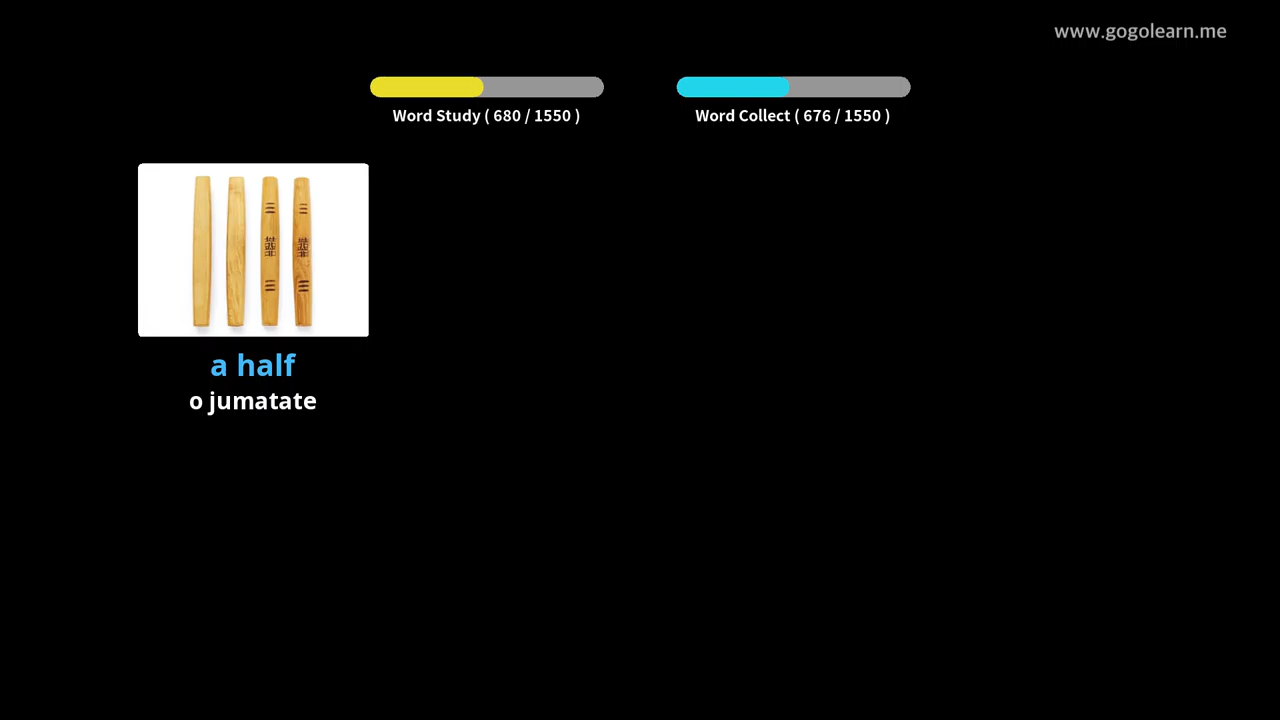 www.gogolearn.me
Word Study ( 680 / 1550 )
Word Collect ( 676 / 1550 )
a half
o jumatate